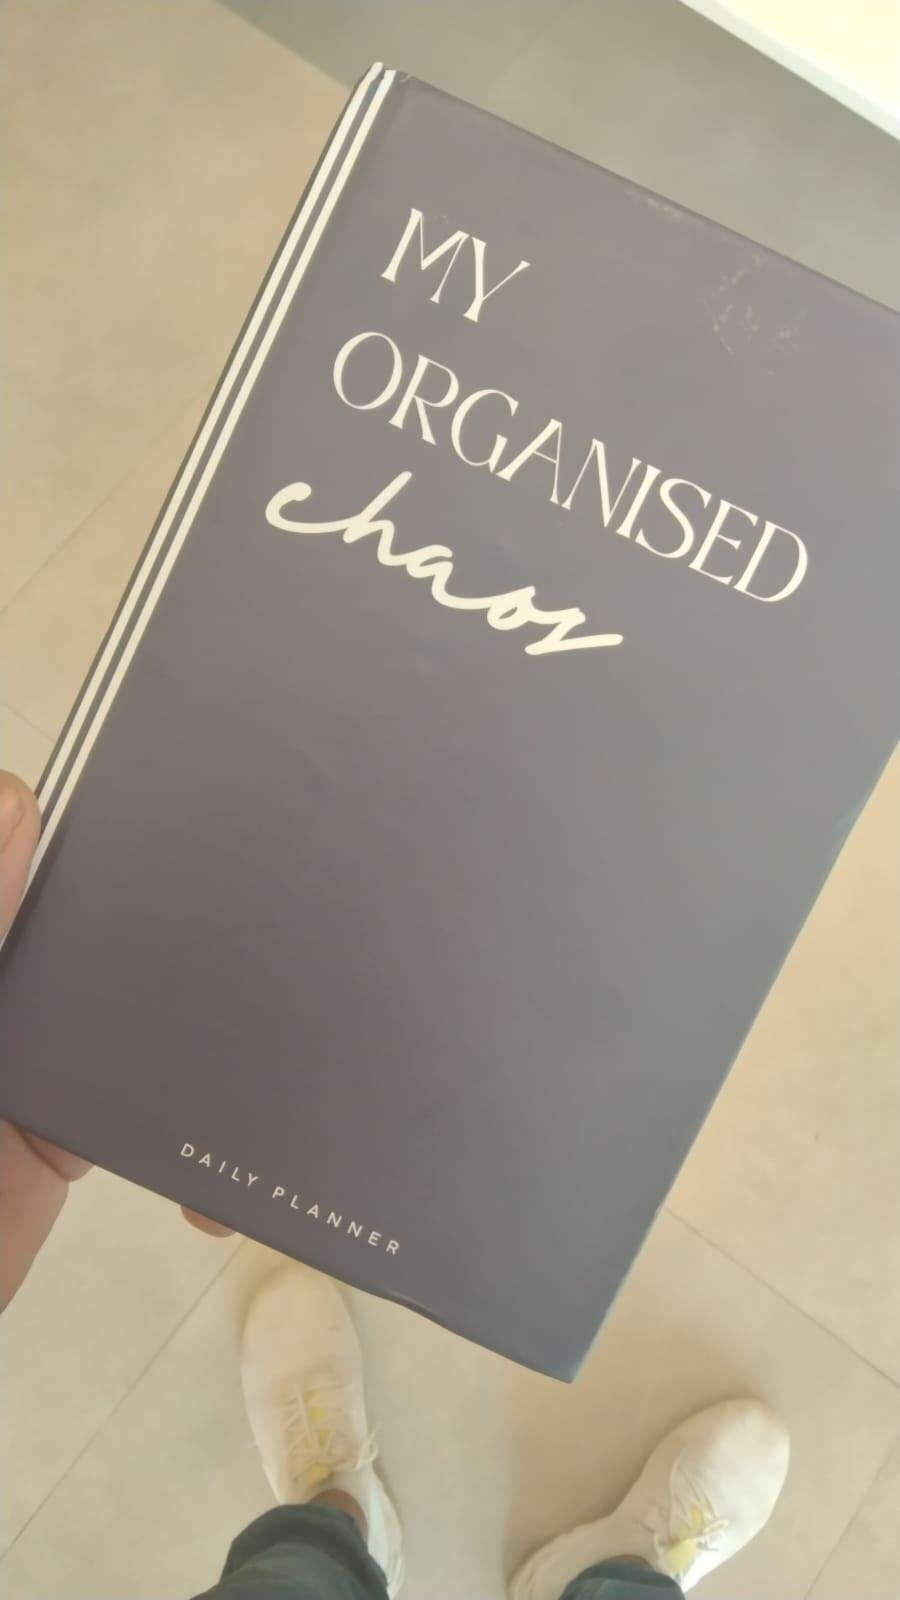 MY
ORGANISED
chaos
DAILY PLANNER